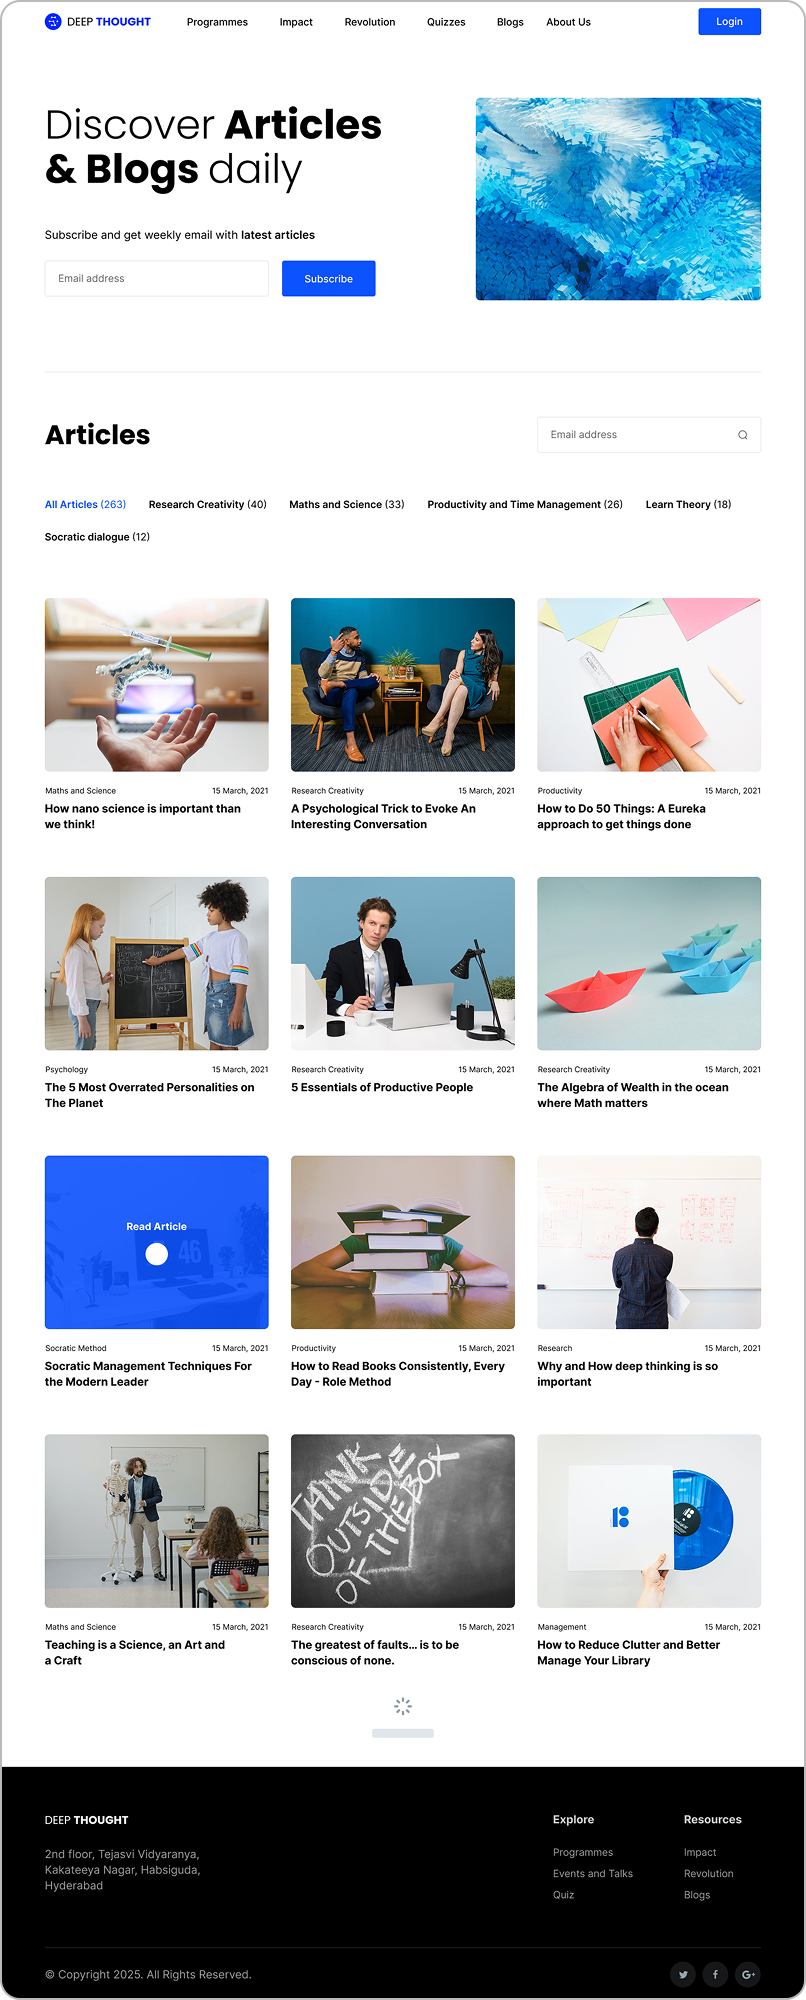 DEEP THOUGHT
Programmes
Impact
Revolution
Quizzes
Blogs
About Us
Login
Discover Articles
& Blogs daily
Subscribe and get weekly email with latest articles
Email address
Subscribe
Articles
Email address
All Articles (263)
Research Creativity (40)
Maths and Science (33)
Productivity and Time Management (26)
Learn Theory (18)
Socratic dialogue (12)
Maths and Science
15 March, 2021
How nano science is important than
we think!
Research Creativity
15 March, 2021
A Psychological Trick to Evoke An
Interesting Conversation
Productivity
15 March, 2021
How to Do 50 Things: A Eureka
approach to get things done
Psychology
15 March, 2021
The 5 Most Overrated Personalities on
The Planet
Research Creativity
15 March, 2021
5 Essentials of Productive People
Research Creativity
15 March, 2021
The Algebra of Wealth in the ocean
where Math matters
Read Article
46
Socratic Method
15 March, 2021
Socratic Management Techniques For
the Modern Leader
Productivity
15 March, 2021
How to Read Books Consistently, Every
Day - Role Method
Research
15 March, 2021
Why and How deep thinking is so
important
Maths and Science
15 March, 2021
Teaching is a Science, an Art and
a Craft
THINK
OUTSIDE
OF THE BOX
Research Creativity
15 March, 2021
The greatest of faults... is to be
conscious of none.
Management
15 March, 2021
How to Reduce Clutter and Better
Manage Your Library
DEEP THOUGHT
2nd floor, Tejasvi Vidyaranya,
Kakateeya Nagar, Habsiguda,
Hyderabad
Explore
Programmes
Events and Talks
Quiz
Resources
Impact
Revolution
Blogs
© Copyright 2025. All Rights Reserved.